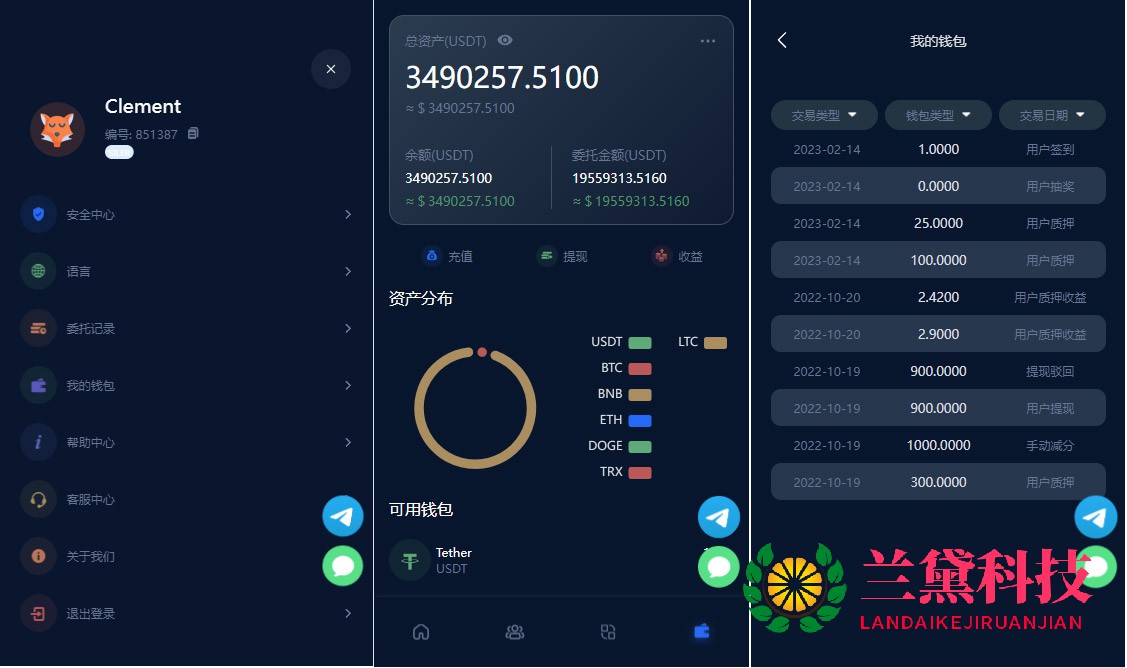 Clement
编号: 851387
安全中心
语言
委托记录
我的钱包
帮助中心
客服中心
关于我们
退出登录
总资产(USDT)
3490257.5100
≈ $ 3490257.5100
余额(USDT) 委托金额(USDT)
3490257.5100 19559313.5160
≈ $ 3490257.5100 ≈ $ 19559313.5160
充值 提现 收益
资产分布
USDT LTC
BTC
BNB
ETH
DOGE
TRX
可用钱包
Tether
USDT
我的钱包
交易类型 钱包类型 交易日期
2023-02-14 1.0000 用户签到
2023-02-14 0.0000 用户抽奖
2023-02-14 25.0000 用户质押
2023-02-14 100.0000 用户质押
2022-10-20 2.4200 用户质押收益
2022-10-20 2.9000 用户质押收益
2022-10-19 900.0000 提现驳回
2022-10-19 900.0000 用户提现
2022-10-19 1000.0000 手动减分
2022-10-19 300.0000 用户质押
兰黛科技
LANDAIKEJIRUANJIAN